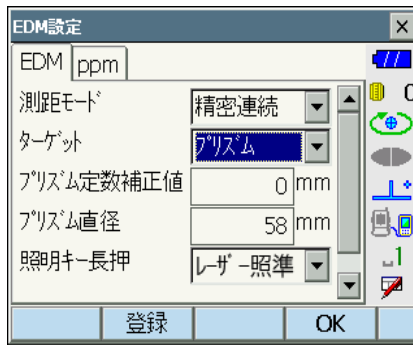 EDM設定
EDM ppm
測距モード 精密連続
ターゲット プリズム
プリズム定数補正値 0 mm
プリズム直径 58 mm
照明キー長押 レーザー照準
登録 OK
0
1